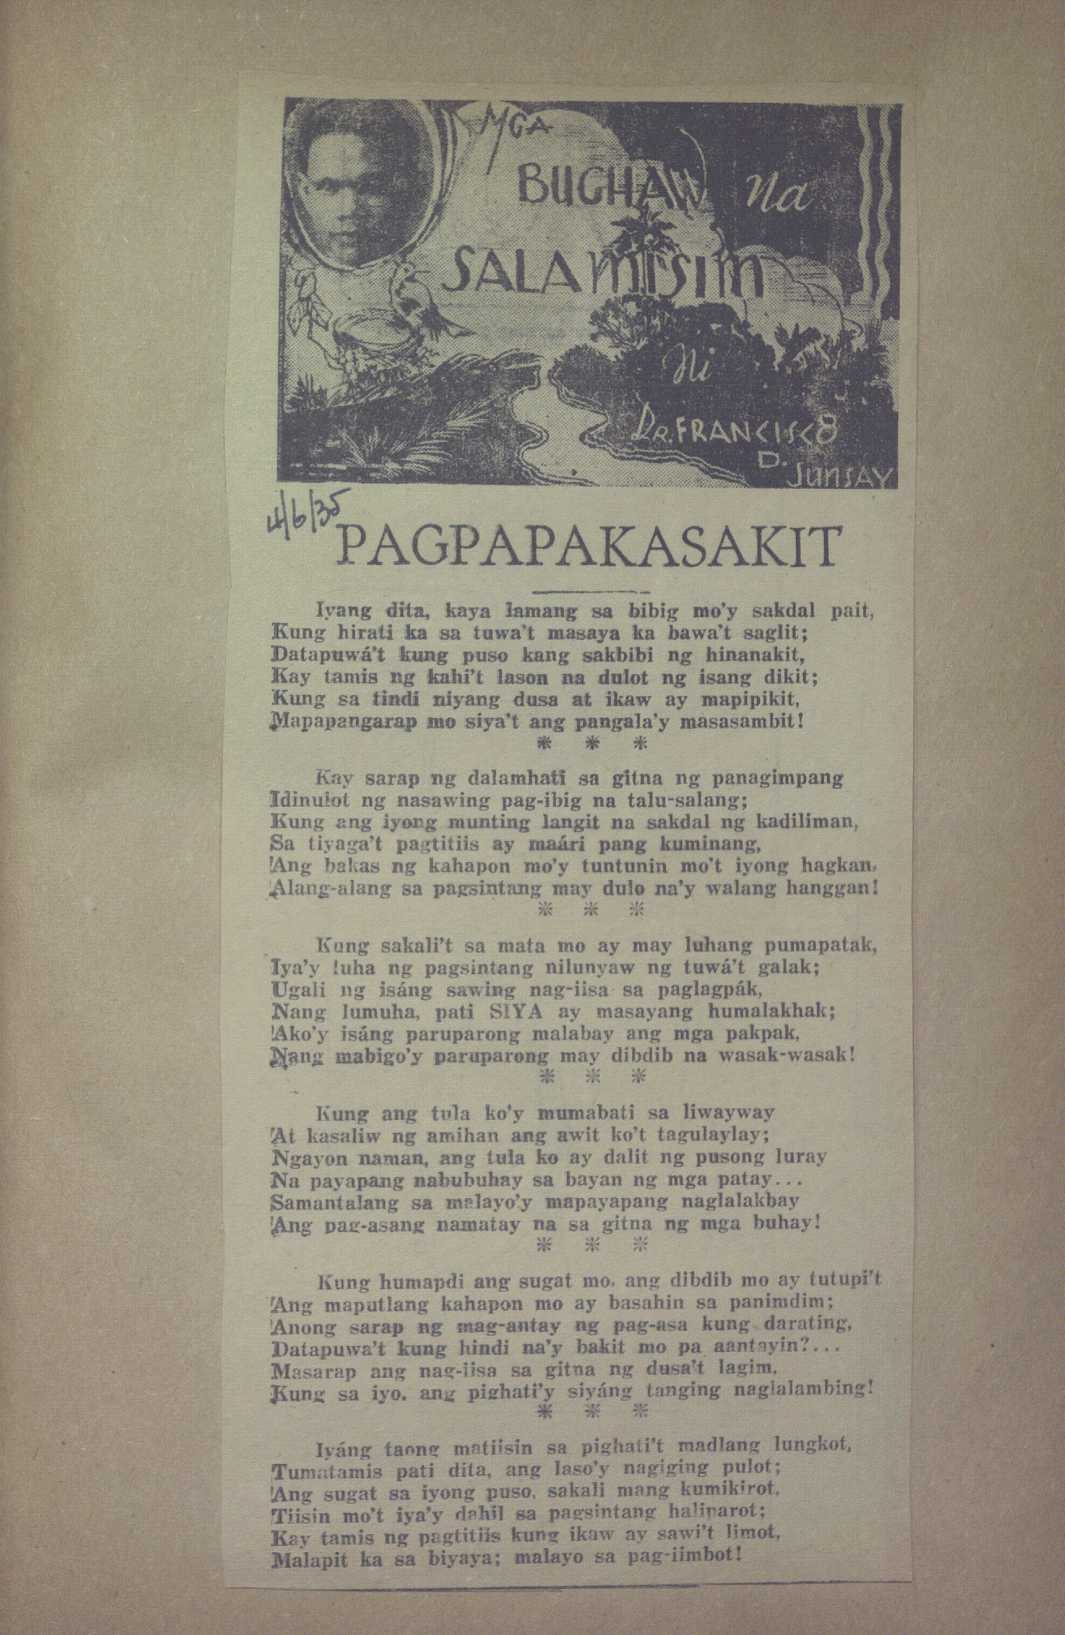 MGA
BUGHAW na
SALAMISIM
Ni
DR. FRANCISCO
D. JUNSAY
4/6/35
PAGPAPAKASAKIT
Iyang dita, kaya lamang sa bibig mo'y sakdal pait,
Kung hirati ka sa tuwa't masaya ka bawa't saglit;
Datapuwá't kung puso kang sakbibi ng hinanakit,
Kay tamis ng kahi't lason na dulot ng isang dikit;
Kung sa tindi niyang dusa at ikaw ay mapipikit,
Mapapangarap mo siya't ang pangala'y masasambit!
* * *
Kay sarap ng dalamhati sa gitna ng panagimpang
Idinulot ng nasawing pag-ibig na talu-salang;
Kung ang iyong munting langit na sakdal ng kadiliman,
Sa tiyaga't pagtitiis ay maári pang kuminang,
Ang bakas ng kahapon mo'y tuntunin mo't iyong hagkan,
Alang-alang sa pagsintang may dulo na'y walang hanggan!
* * *
Kung sakali't sa mata mo ay may luhang pumapatak,
Iya'y luha ng pagsintang nilunyaw ng tuwá't galak;
Ugali ng isáng sawing nag-iisa sa paglagpák,
Nang lumuha, pati SIYA ay masayang humalakhak;
Ako'y isáng paruparong malabay ang mga pakpak,
Nang mabigo'y paruparong may dibdib na wasak-wasak!
* * *
Kung ang tula ko'y mumabati sa liwayway
At kasaliw ng amihan ang awit ko't tagulaylay;
Ngayon naman, ang tula ko ay dalit ng pusong luray
Na payapang nabubuhay sa bayan ng mga patay...
Samantalang sa malayo'y mapayapang naglalakbay
Ang pag-asang namatay na sa gitna ng mga buhay!
* * *
Kung humapdi ang sugat mo, ang dibdib mo ay tutupi't
Ang maputlang kahapon mo ay basahin sa panimdim;
Anong sarap ng mag-antay ng pag-asa kung darating,
Datapuwa't kung hindi na'y bakit mo pa aantayin?...
Masarap ang nag-iisa sa gitna ng dusa't lagim,
Kung sa iyo, ang pighati'y siyáng tanging naglalambing!
* * *
Iyáng taong matiisin sa pighati't madlang lungkot,
Tumatamis pati dita, ang laso'y nagiging pulot;
Ang sugat sa iyong puso, sakali mang kumikirot,
Tiisin mo't iya'y dahil sa pagsintang haliparot;
Kay tamis ng pagtitiis kung ikaw ay sawi't limot,
Malapit ka sa biyaya; malayo sa pag-iimbot!